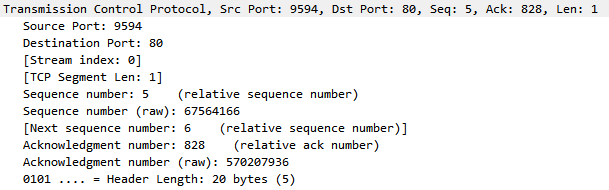 Transmission Control Protocol, Src Port: 9594, Dst Port: 80, Seq: 5, Ack: 828, Len: 1
Source Port: 9594
Destination Port: 80
[Stream index: 0]
[TCP Segment Len: 1]
Sequence number: 5    (relative sequence number)
Sequence number (raw): 67564166
[Next sequence number: 6    (relative sequence number)]
Acknowledgment number: 828    (relative ack number)
Acknowledgment number (raw): 570207936
0101 .... = Header Length: 20 bytes (5)